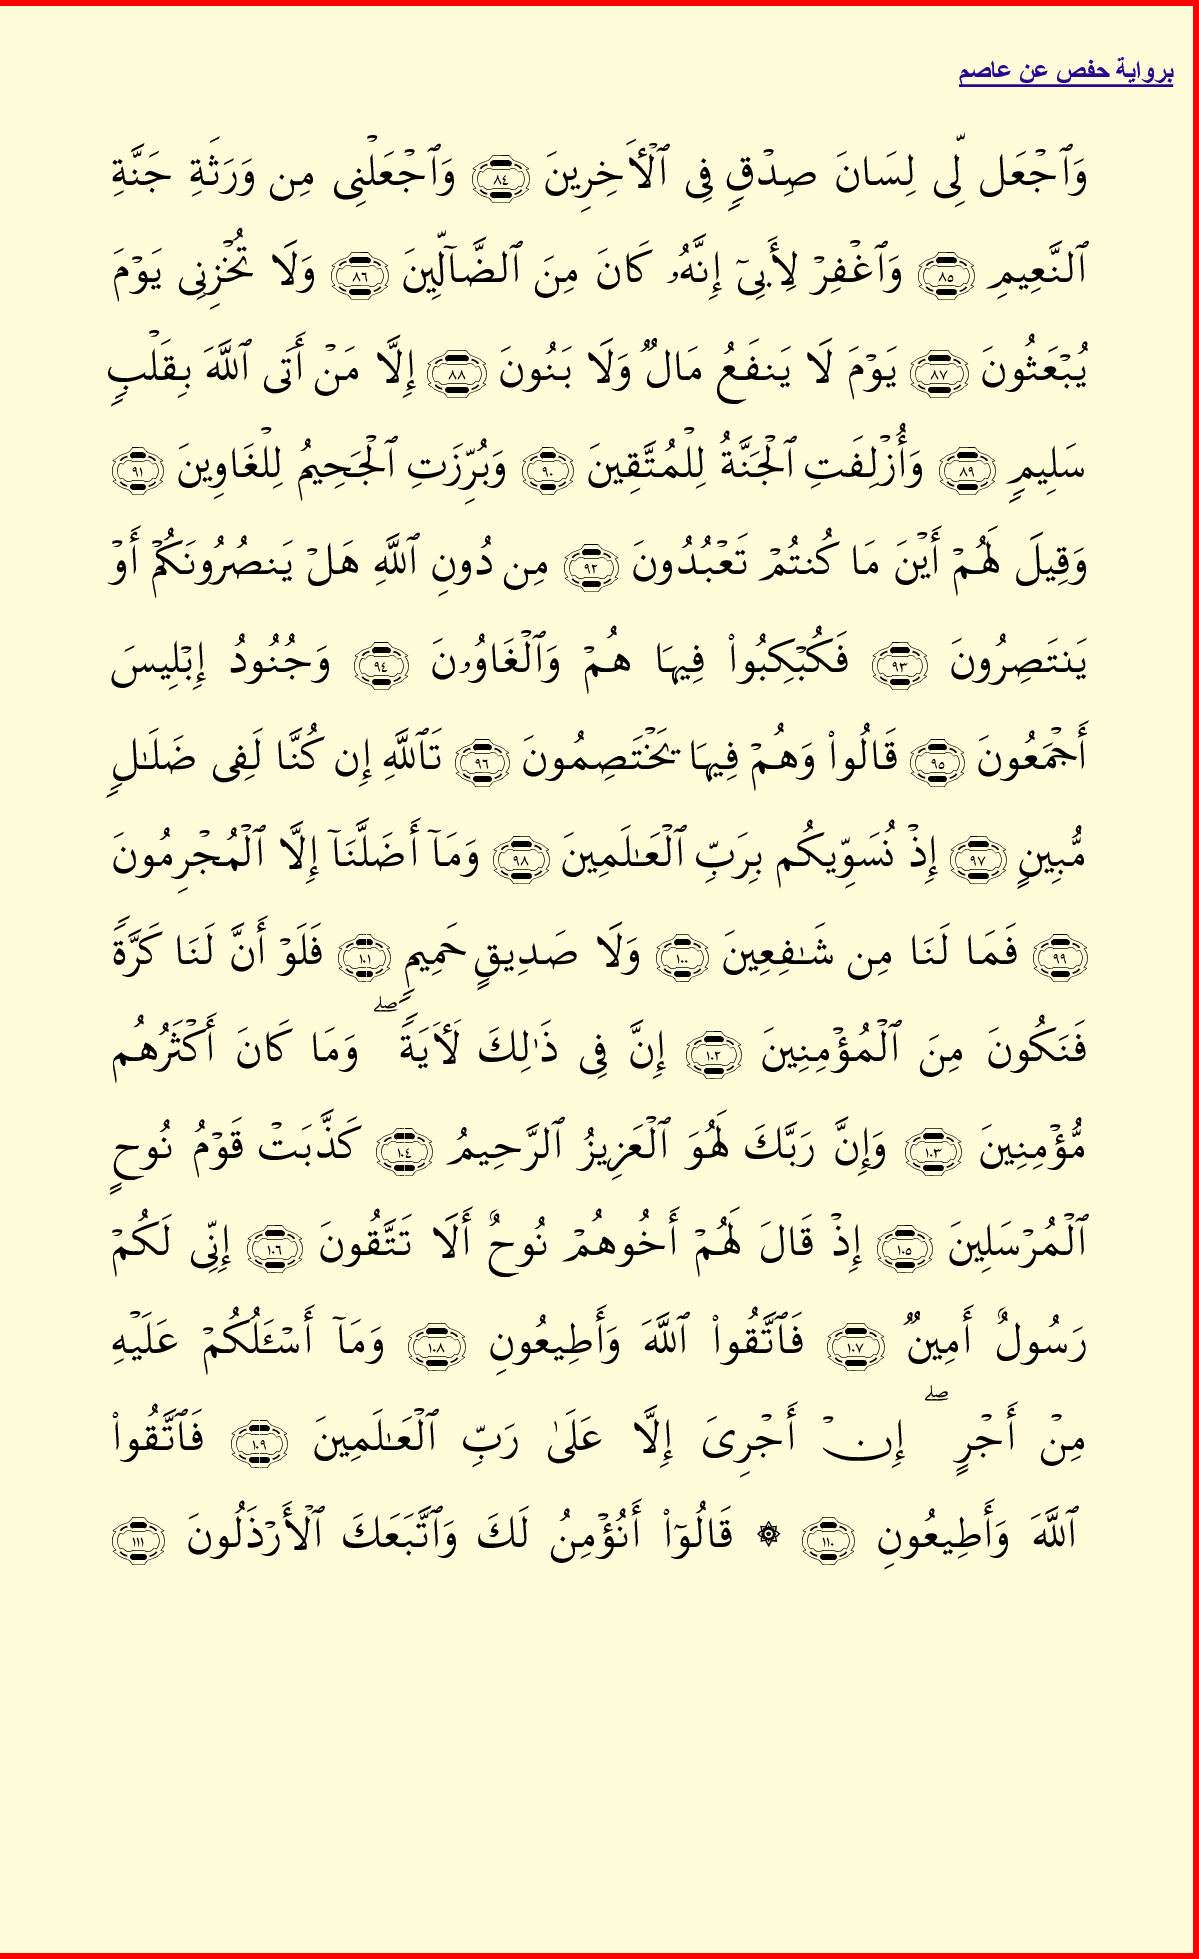 برواية حفص عن عاصم
وَٱجۡعَل لِّي لِسَانَ صِدۡقٖ فِي ٱلۡأٓخِرِينَ ٨٤ وَٱجۡعَلۡنِي مِن وَرَثَةِ جَنَّةِ
ٱلنَّعِيمِ ٨٥ وَٱغۡفِرۡ لِأَبِيٓ إِنَّهُۥ كَانَ مِنَ ٱلضَّآلِّينَ ٨٦ وَلَا تُخۡزِنِي يَوۡمَ
يُبۡعَثُونَ ٨٧ يَوۡمَ لَا يَنفَعُ مَالٞ وَلَا بَنُونَ ٨٨ إِلَّا مَنۡ أَتَى ٱللَّهَ بِقَلۡبٖ
سَلِيمٖ ٨٩ وَأُزۡلِفَتِ ٱلۡجَنَّةُ لِلۡمُتَّقِينَ ٩٠ وَبُرِّزَتِ ٱلۡجَحِيمُ لِلۡغَاوِينَ ٩١
وَقِيلَ لَهُمۡ أَيۡنَ مَا كُنتُمۡ تَعۡبُدُونَ ٩٢ مِن دُونِ ٱللَّهِ هَلۡ يَنصُرُونَكُمۡ أَوۡ
يَنتَصِرُونَ ٩٣ فَكُبۡكِبُواْ فِيهَا هُمۡ وَٱلۡغَاوُۥنَ ٩٤ وَجُنُودُ إِبۡلِيسَ
أَجۡمَعُونَ ٩٥ قَالُواْ وَهُمۡ فِيهَا يَخۡتَصِمُونَ ٩٦ تَٱللَّهِ إِن كُنَّا لَفِي ضَلَٰلٖ
مُّبِينٍ ٩٧ إِذۡ نُسَوِّيكُم بِرَبِّ ٱلۡعَٰلَمِينَ ٩٨ وَمَآ أَضَلَّنَآ إِلَّا ٱلۡمُجۡرِمُونَ
٩٩ فَمَا لَنَا مِن شَٰفِعِينَ ١٠٠ وَلَا صَدِيقٍ حَمِيمٖ ١٠١ فَلَوۡ أَنَّ لَنَا كَرَّةٗ
فَنَكُونَ مِنَ ٱلۡمُؤۡمِنِينَ ١٠٢ إِنَّ فِي ذَٰلِكَ لَأٓيَةٗۖ وَمَا كَانَ أَكۡثَرُهُم
مُّؤۡمِنِينَ ١٠٣ وَإِنَّ رَبَّكَ لَهُوَ ٱلۡعَزِيزُ ٱلرَّحِيمُ ١٠٤ كَذَّبَتۡ قَوۡمُ نُوحٍ
ٱلۡمُرۡسَلِينَ ١٠٥ إِذۡ قَالَ لَهُمۡ أَخُوهُمۡ نُوحٌ أَلَا تَتَّقُونَ ١٠٦ إِنِّي لَكُمۡ
رَسُولٌ أَمِينٞ ١٠٧ فَٱتَّقُواْ ٱللَّهَ وَأَطِيعُونِ ١٠٨ وَمَآ أَسۡـَٔلُكُمۡ عَلَيۡهِ
مِنۡ أَجۡرٍۖ إِنۡ أَجۡرِيَ إِلَّا عَلَىٰ رَبِّ ٱلۡعَٰلَمِينَ ١٠٩ فَٱتَّقُواْ
ٱللَّهَ وَأَطِيعُونِ ١١٠ ۞ قَالُوٓاْ أَنُؤۡمِنُ لَكَ وَٱتَّبَعَكَ ٱلۡأَرۡذَلُونَ ١١١